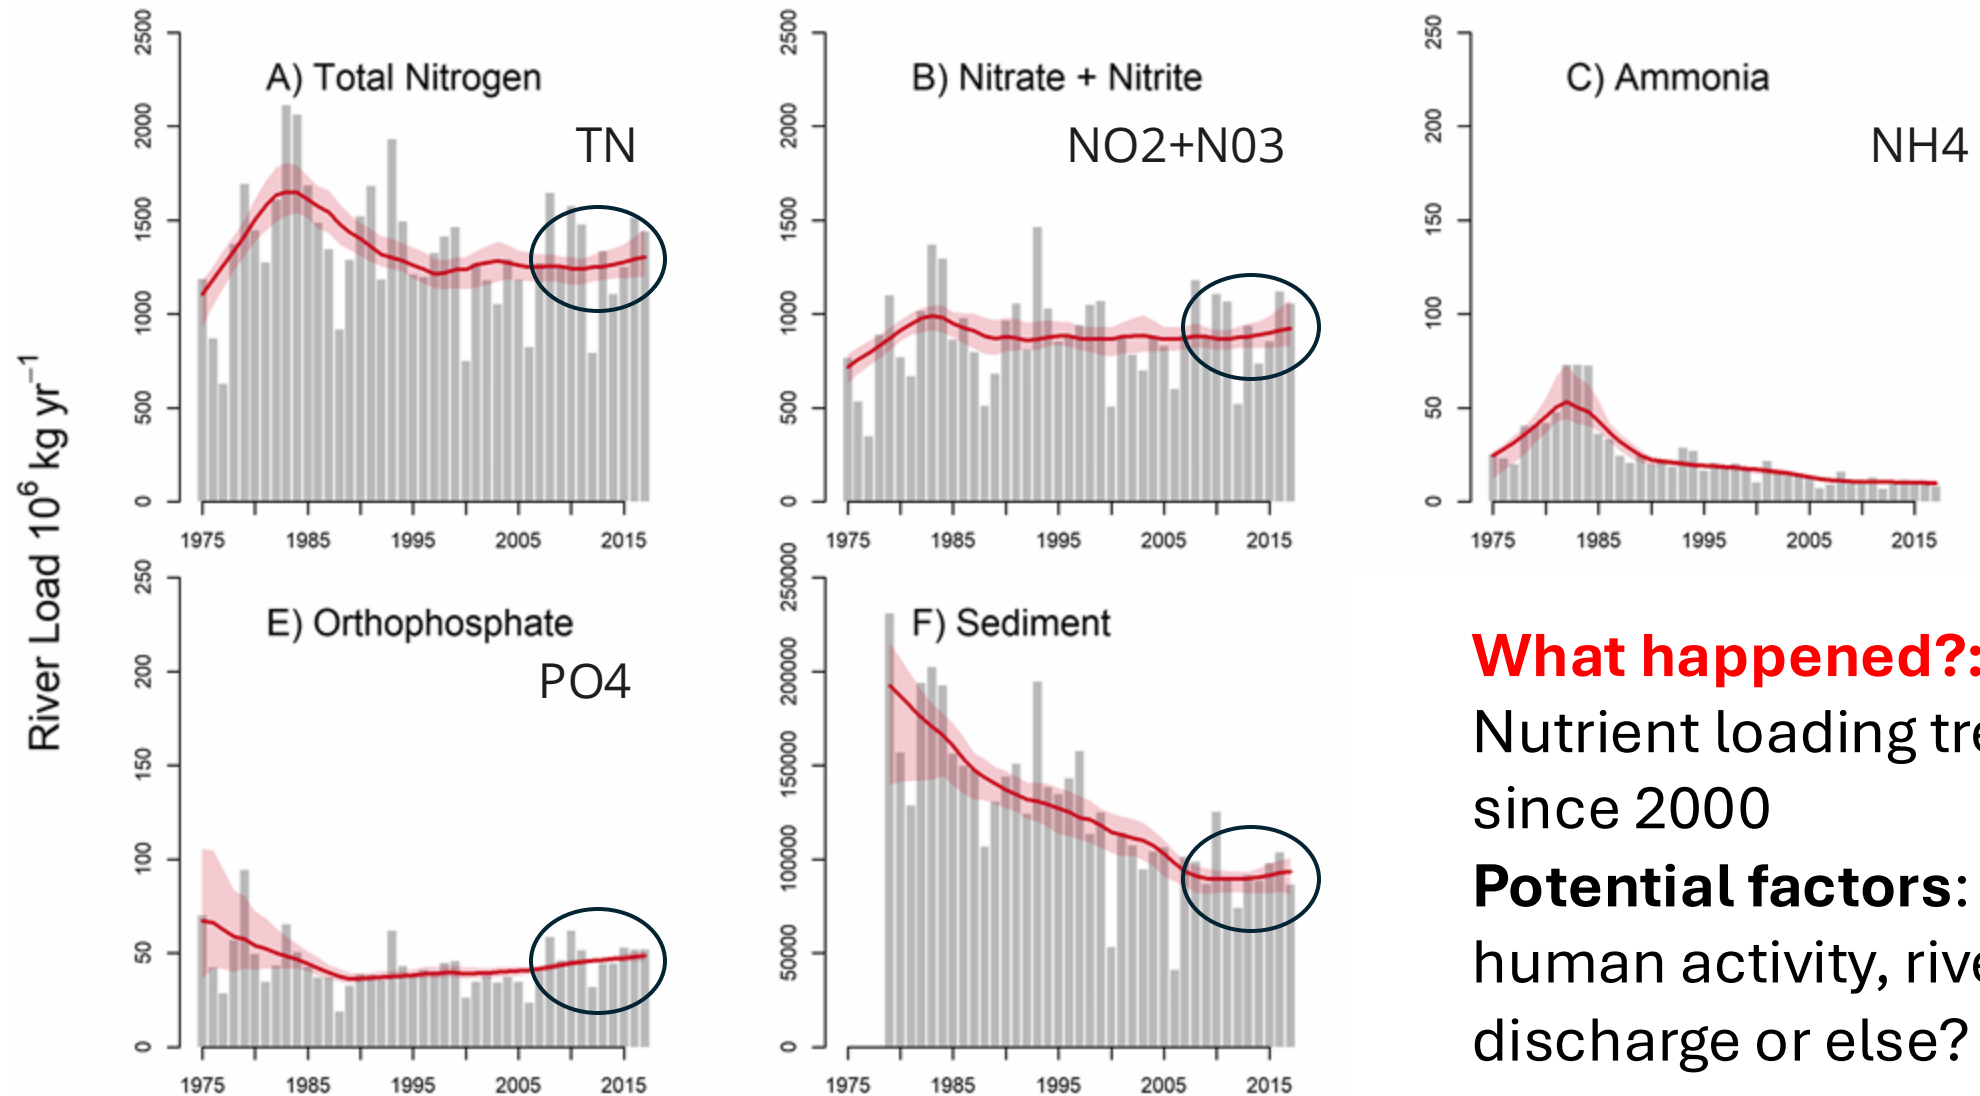 A) Total Nitrogen
TN
2500
2000
1500
1000
500
0
1975 1985 1995 2005 2015
B) Nitrate + Nitrite
NO2+N03
2500
2000
1500
1000
500
0
1975 1985 1995 2005 2015
C) Ammonia
NH4
250
200
150
100
50
0
1975 1985 1995 2005 2015
River Load 10⁶ kg yr⁻¹
E) Orthophosphate
PO4
250
200
150
100
50
0
1975 1985 1995 2005 2015
F) Sediment
250000
200000
150000
100000
50000
0
1975 1985 1995 2005 2015
What happened?:
Nutrient loading
since 2000
Potential factors:
human activity,
discharge or else?